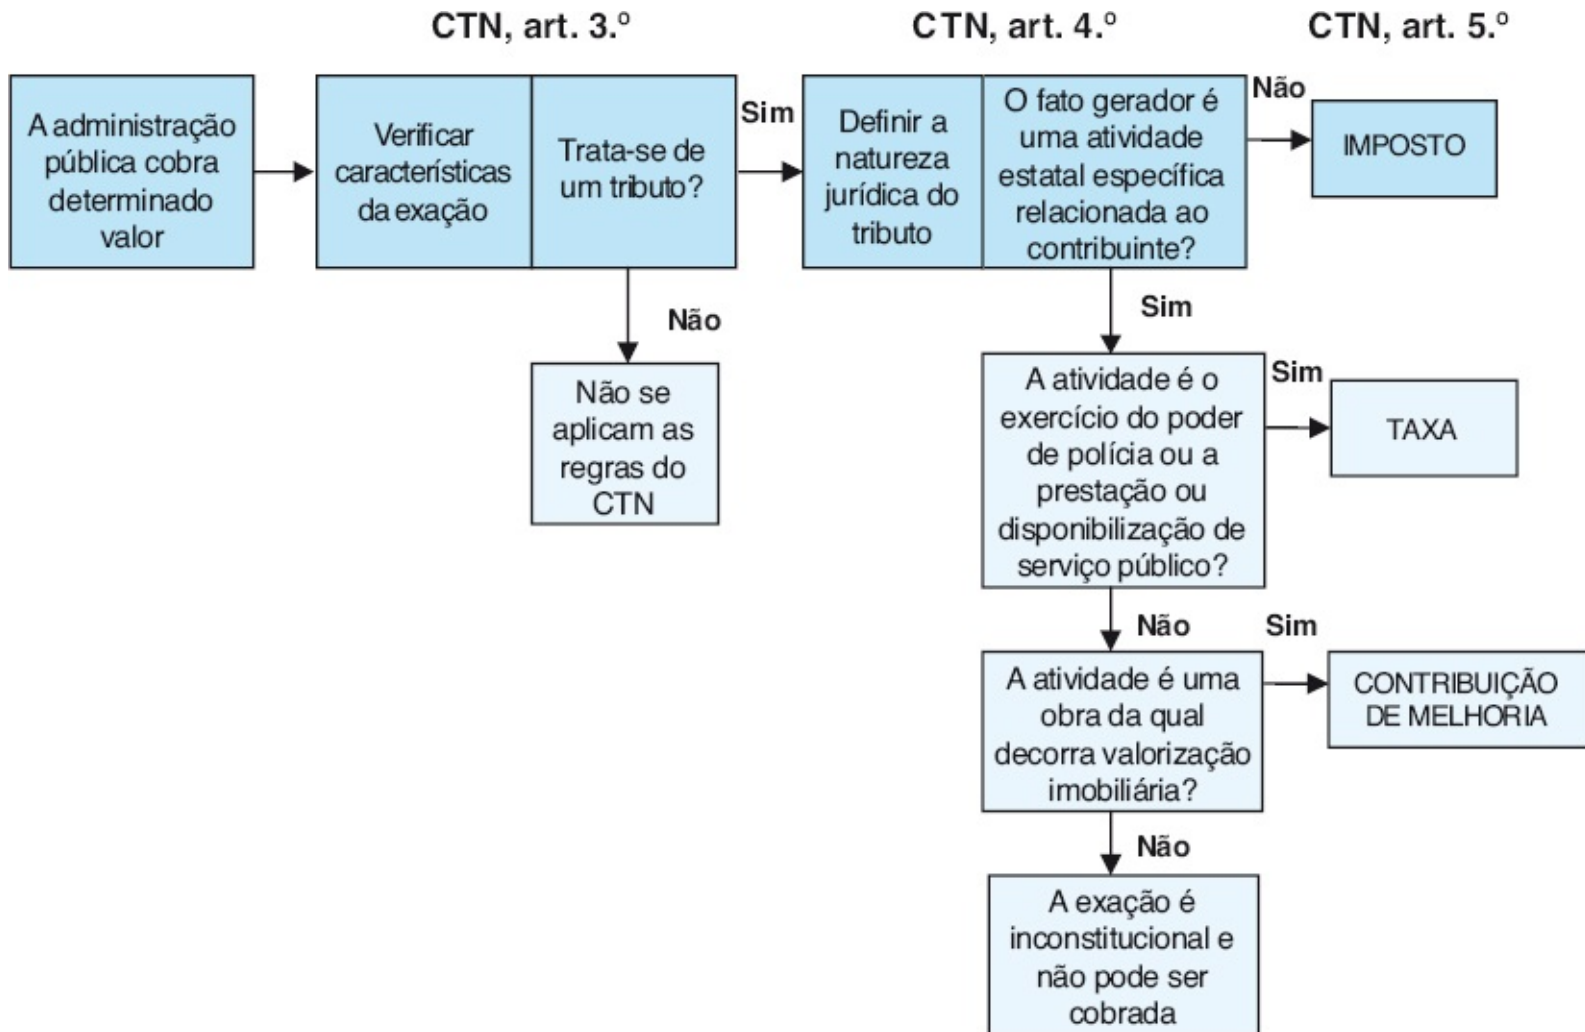 CTN, art. 3.º
CTN, art. 4.º
CTN, art. 5.º
A administração
pública cobra
determinado
valor
Verificar
características
da exação
Trata-se de
um tributo?
Sim
Definir a
natureza
jurídica do
tributo
O fato gerador é
uma atividade
estatal específica
relacionada ao
contribuinte?
Não
IMPOSTO
Não
Não se
aplicam as
regras do
CTN
Sim
A atividade é o
exercício do poder
de polícia ou a
prestação ou
disponibilização de
serviço público?
Sim
TAXA
Não
A atividade é uma
obra da qual
decorra valorização
imobiliária?
Sim
CONTRIBUIÇÃO
DE MELHORIA
Não
A exação é
inconstitucional e
não pode ser
cobrada